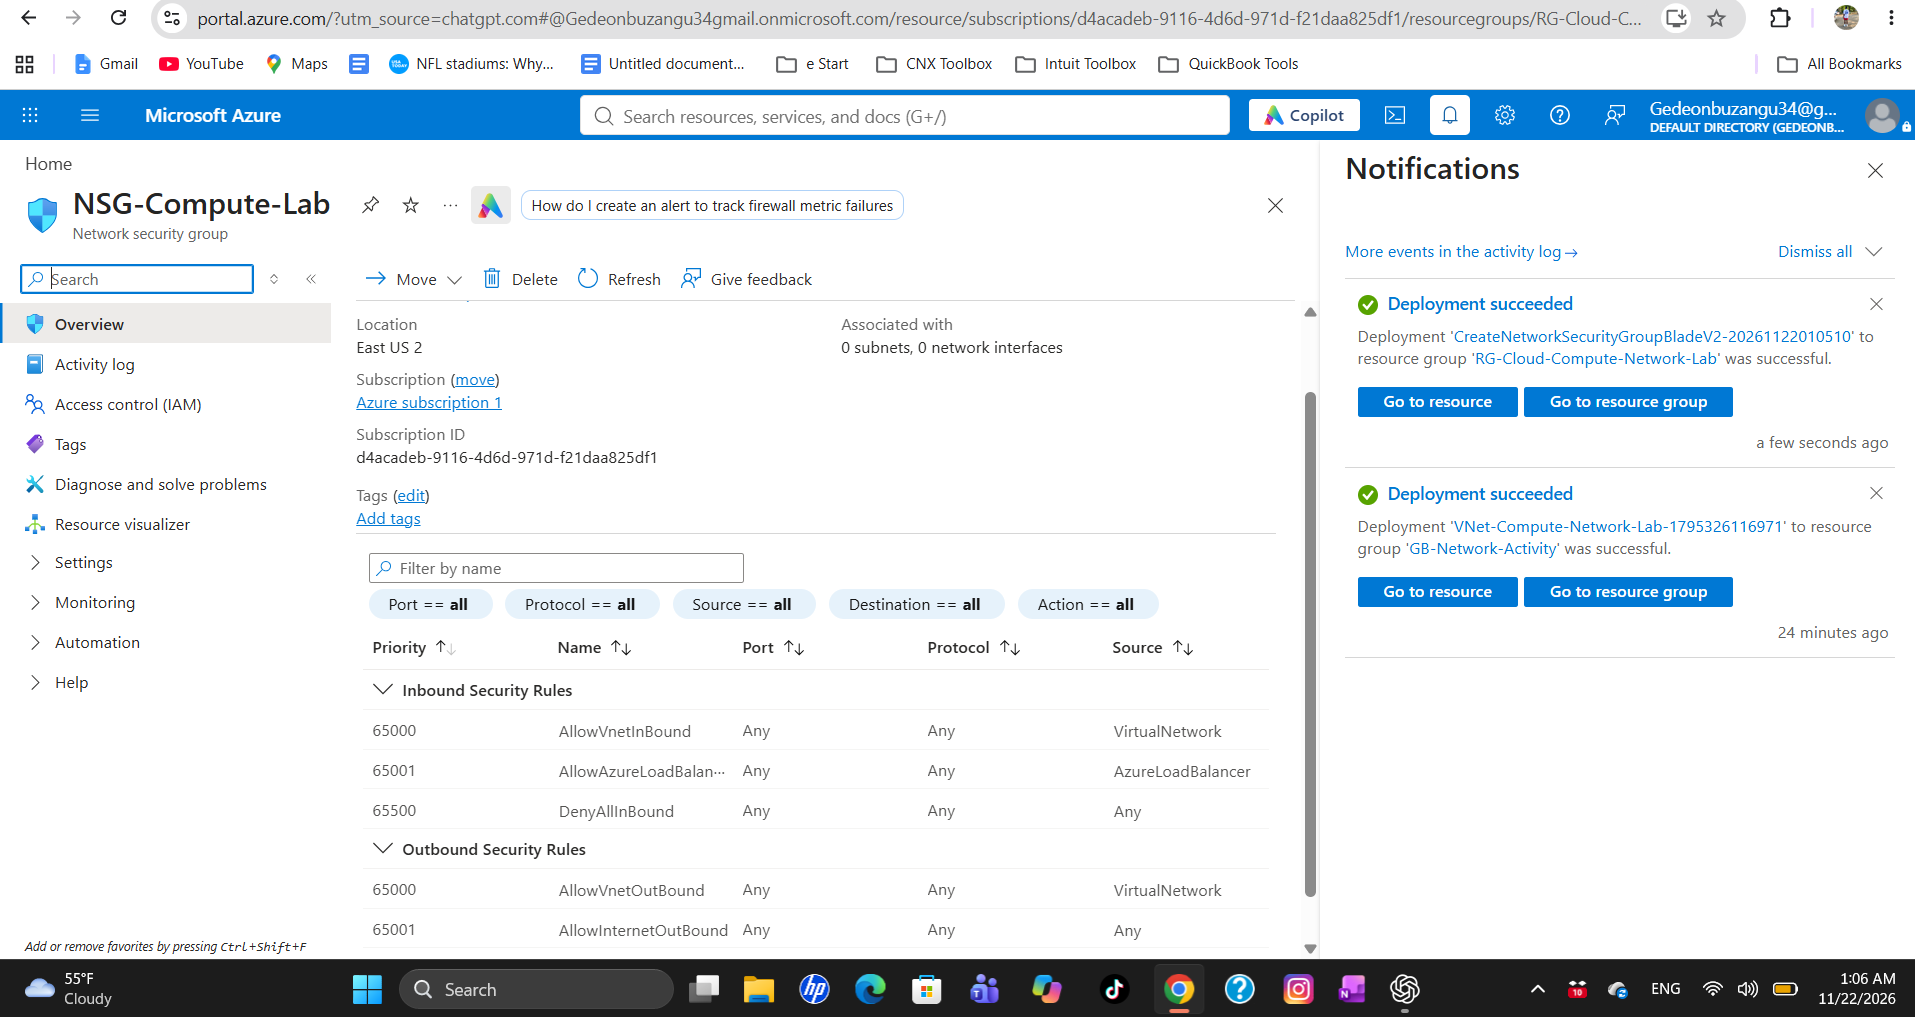 portal.azure.com/?utm_source=chatgpt.com#@Gedeonbuzangu34gmail.onmicrosoft.com/resource/subscriptions/d4acadeb-9116-4d6d-971d-f21daa825df1/resourcegroups/RG-Cloud-C...
Gmail YouTube Maps NFL stadiums: Why... Untitled document... e Start CNX Toolbox Intuit Toolbox QuickBook Tools All Bookmarks
Microsoft Azure
Search resources, services, and docs (G+/)
Copilot
Gedeonbuzangu34@g...
DEFAULT DIRECTORY (GEDEONB...
Home
NSG-Compute-Lab
Network security group
How do I create an alert to track firewall metric failures
Search
Overview
Activity log
Access control (IAM)
Tags
Diagnose and solve problems
Resource visualizer
Settings
Monitoring
Automation
Help
Add or remove favorites by pressing Ctrl+Shift+F
Move Delete Refresh Give feedback
Location
East US 2
Associated with
0 subnets, 0 network interfaces
Subscription (move)
Azure subscription 1
Subscription ID
d4acadeb-9116-4d6d-971d-f21daa825df1
Tags (edit)
Add tags
Filter by name
Port == all Protocol == all Source == all Destination == all Action == all
Priority Name Port Protocol Source
Inbound Security Rules
65000 AllowVnetInBound Any Any VirtualNetwork
65001 AllowAzureLoadBalan··· Any Any AzureLoadBalancer
65500 DenyAllInBound Any Any Any
Outbound Security Rules
65000 AllowVnetOutBound Any Any VirtualNetwork
65001 AllowInternetOutBound Any Any Any
Notifications
More events in the activity log → Dismiss all
Deployment succeeded
Deployment 'CreateNetworkSecurityGroupBladeV2-20261122010510' to
resource group 'RG-Cloud-Compute-Network-Lab' was successful.
Go to resource Go to resource group
a few seconds ago
Deployment succeeded
Deployment 'VNet-Compute-Network-Lab-1795326116971' to resource
group 'GB-Network-Activity' was successful.
Go to resource Go to resource group
24 minutes ago
55°F
Cloudy
Search
hp
10
ENG
1:06 AM
11/22/2026